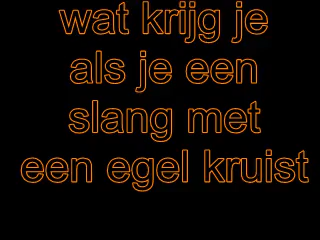 wat krijg je
als je een
slang met
een egel kruist